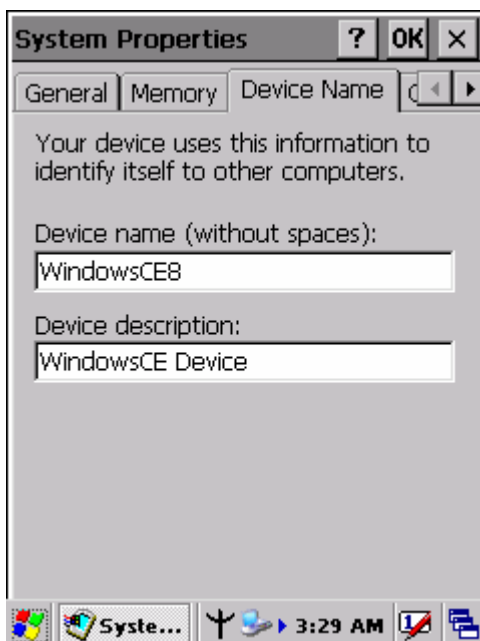 System Properties ? OK ×
General Memory Device Name
Your device uses this information to
identify itself to other computers.
Device name (without spaces):
WindowsCE8
Device description:
WindowsCE Device
Syste... 3:29 AM